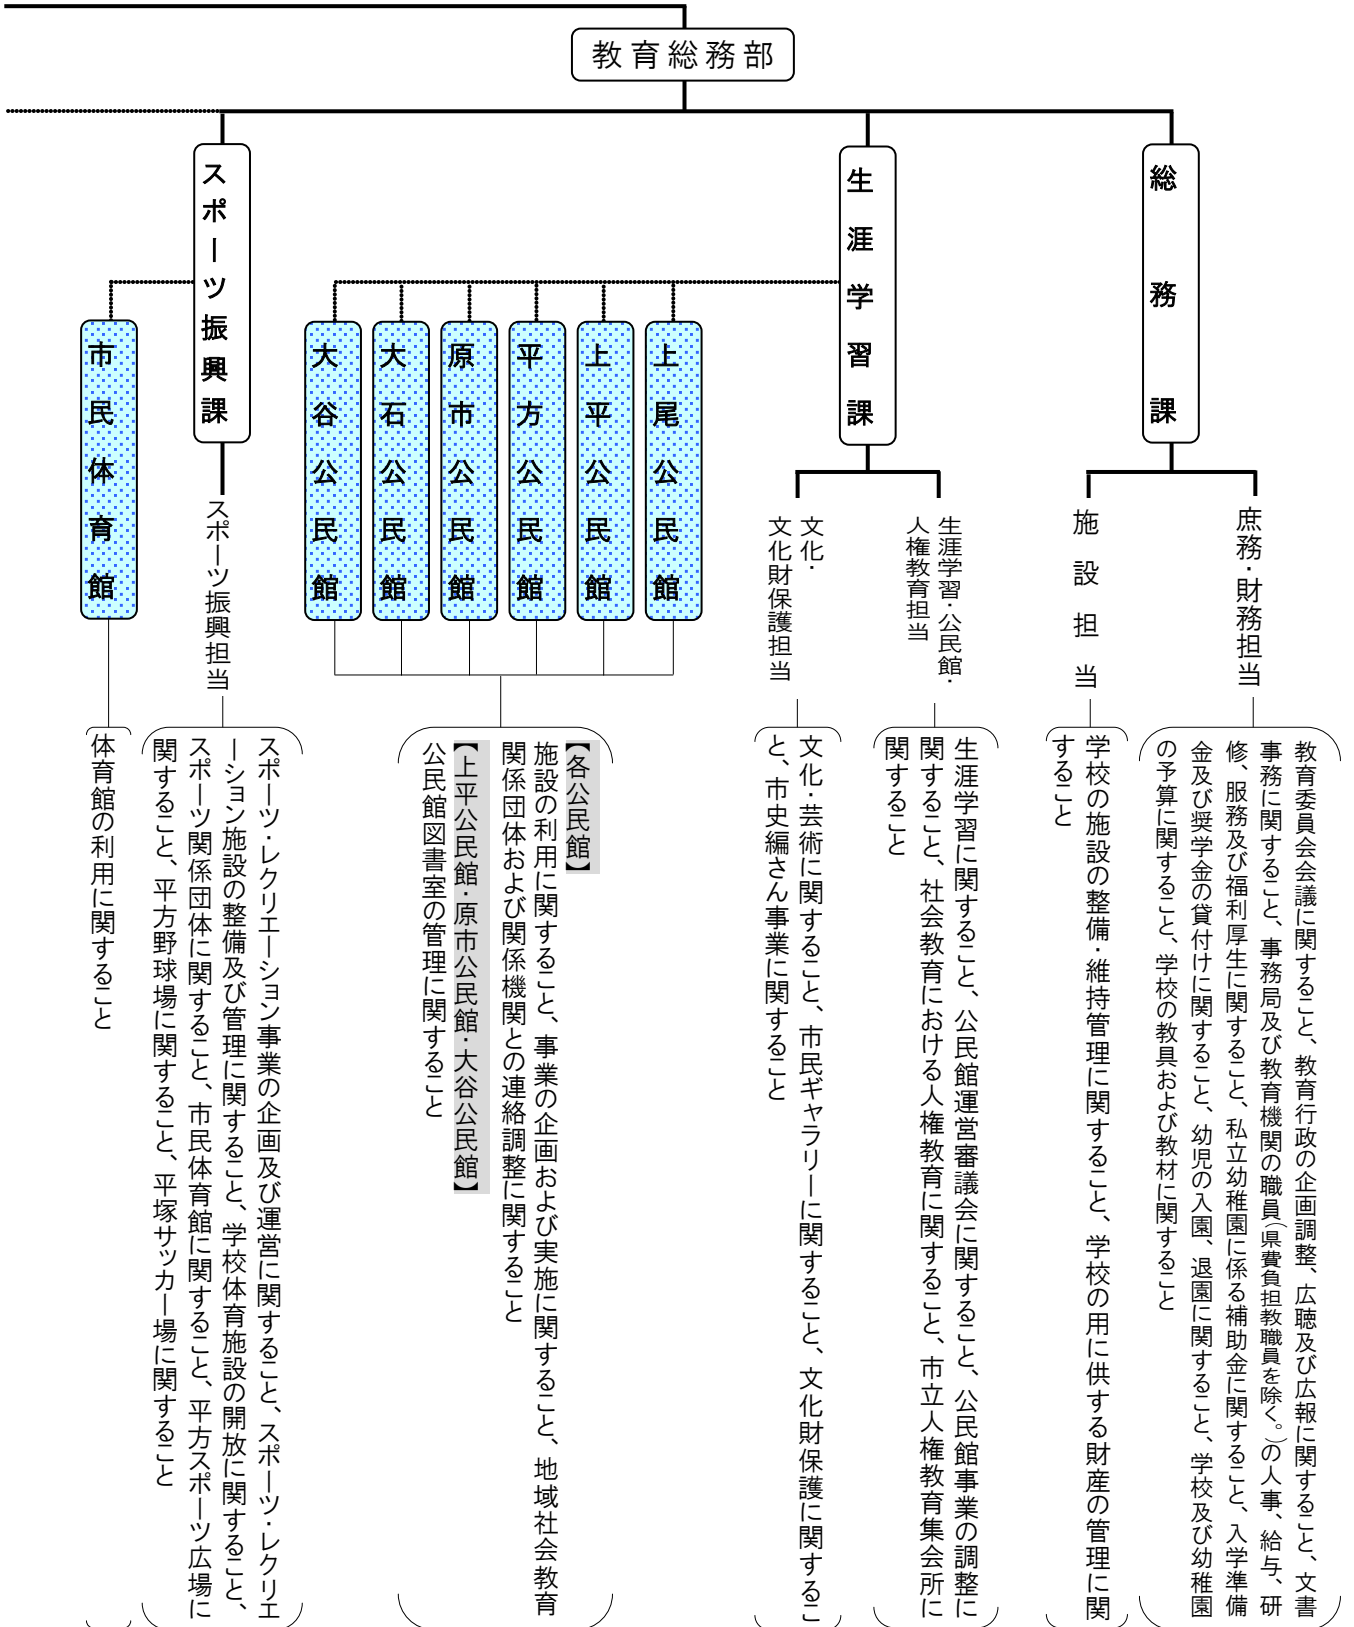 教育総務部
総務課
庶務・財務担当
教育委員会会議に関すること、教育行政の企画調整、広聴及び広報に関すること、文書
事務に関すること、事務局及び教育機関の職員(県費負担教職員を除く。)の人事、給与、研
修、服務及び福利厚生に関すること、私立幼稚園に係る補助金に関すること、入学準備
金及び奨学金の貸付けに関すること、幼児の入園、退園に関すること、学校及び幼稚園
の予算に関すること、学校の教具および教材に関すること
施設担当
学校の施設の整備・維持管理に関すること、学校の用に供する財産の管理に関
すること
生涯学習課
生涯学習・公民館・
人権教育担当
生涯学習に関すること、公民館運営審議会に関すること、公民館事業の調整に
関すること、社会教育における人権教育に関すること、市立人権教育集会所に
関すること
文化・
文化財保護担当
文化・芸術に関すること、市民ギャラリーに関すること、文化財保護に関するこ
と、市史編さん事業に関すること
上尾公民館
上平公民館
平方公民館
原市公民館
大石公民館
大谷公民館
【各公民館】
施設の利用に関すること、事業の企画および実施に関すること、地域社会教育
関係団体および関係機関との連絡調整に関すること
【上平公民館・原市公民館・大谷公民館】
公民館図書室の管理に関すること
スポーツ振興課
スポーツ振興担当
スポーツ・レクリエーション事業の企画及び運営に関すること、スポーツ・レクリエ
ーション施設の整備及び管理に関すること、学校体育施設の開放に関すること、
スポーツ関係団体に関すること、市民体育館に関すること、平方スポーツ広場に
関すること、平方野球場に関すること、平塚サッカー場に関すること
市民体育館
体育館の利用に関すること